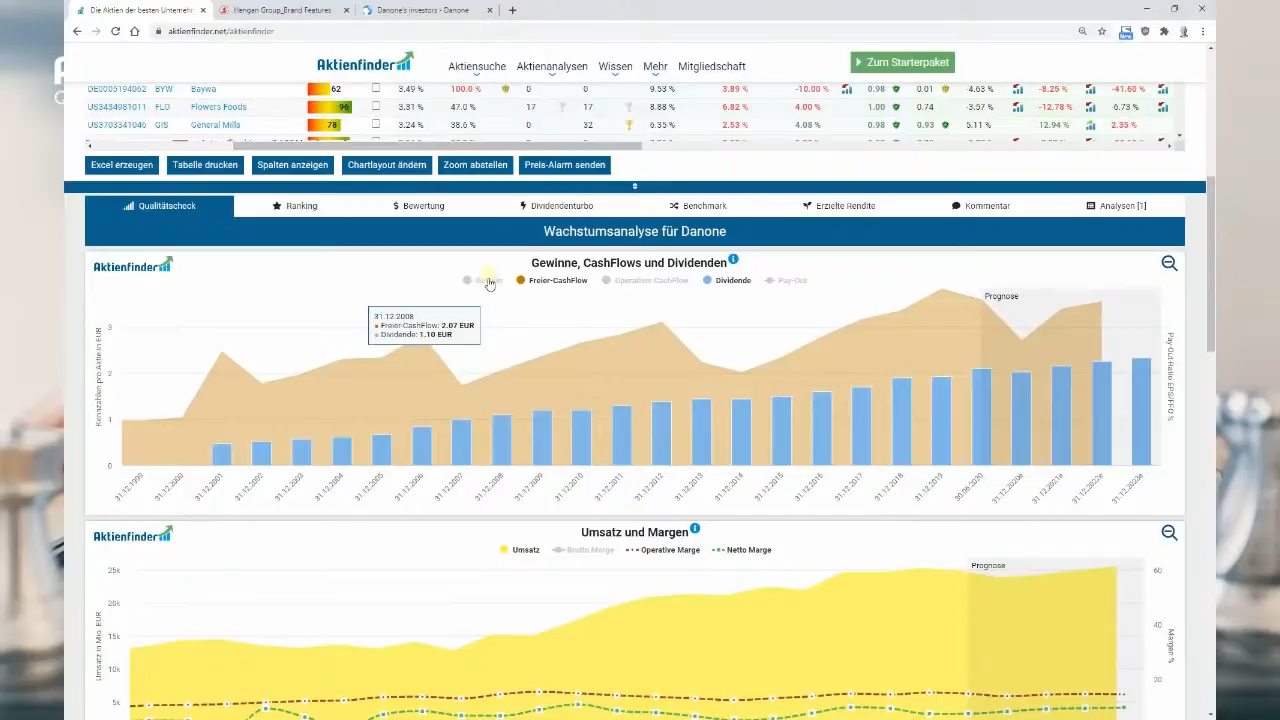 Die Aktien der besten Unterneh
Hengan Group_Brand Features
Danone's investors - Danone
aktienfinder.net/aktienfinder
New
Aktienfinder
Aktiensuche
Aktienanalysen
Wissen
Mehr
Mitgliedschaft
Zum Starterpaket
DE0005194062 BYW Baywa 62 3.49 % 100.0 % 0 9.53 % 3.89 % -10.00 % 1.00 0.01 -4.63 % -8.25 % -41.60 %
US3434981011 FLO Flowers Foods 96 3.31 % 47.0 % 17 17 8.88 % 6.82 % 4.00 % 1.00 0.74 -3.57 % -12.78 % -6.73 %
US3703341046 GIS General Mills 78 3.24 % 0 32 6.35 % 2.53 % 4.08 % 0.98 0.93 5.11 % 12.94 % 2.35 %
Excel erzeugen
Tabelle drucken
Spalten anzeigen
Chartlayout ändern
Zoom abstellen
Preis-Alarm senden
Qualitätscheck
Ranking
Bewertung
Dividendenturbo
Benchmark
Erzielte Rendite
Kommentar
Analysen [1]
Wachstumsanalyse für Danone
Aktienfinder
Gewinne, CashFlows und Dividenden
Freier-CashFlow
Operativer CashFlow
Dividende
Pay-Out
Prognose
31.12.2008
Freier-CashFlow: 2.07 EUR
Dividende: 1.10 EUR
Kennzahlen pro Aktie in EUR
3
2
1
0
Pay-Out-Ratio EPS/FFO %
31.12.1999
31.12.2000
31.12.2001
31.12.2002
31.12.2003
31.12.2004
31.12.2005
31.12.2006
31.12.2007
31.12.2008
31.12.2009
31.12.2010
31.12.2011
31.12.2012
31.12.2013
31.12.2014
31.12.2015
31.12.2016
31.12.2017
31.12.2018
31.12.2019
30.06.2020
31.12.2020e
31.12.2021e
31.12.2022e
31.12.2023e
Aktienfinder
Umsatz und Margen
Umsatz
Brutto Marge
Operative Marge
Netto Marge
Prognose
Umsatz in Mio. EUR
25k
20k
15k
10k
5k
60
40
20
Margen %